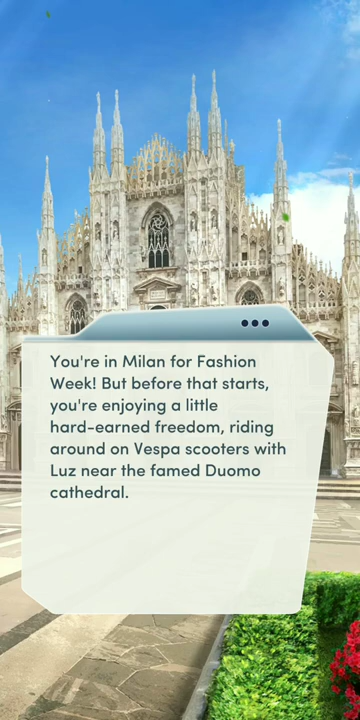 You're in Milan for Fashion
Week! But before that starts,
you're enjoying a little
hard-earned freedom, riding
around on Vespa scooters with
Luz near the famed Duomo
cathedral.